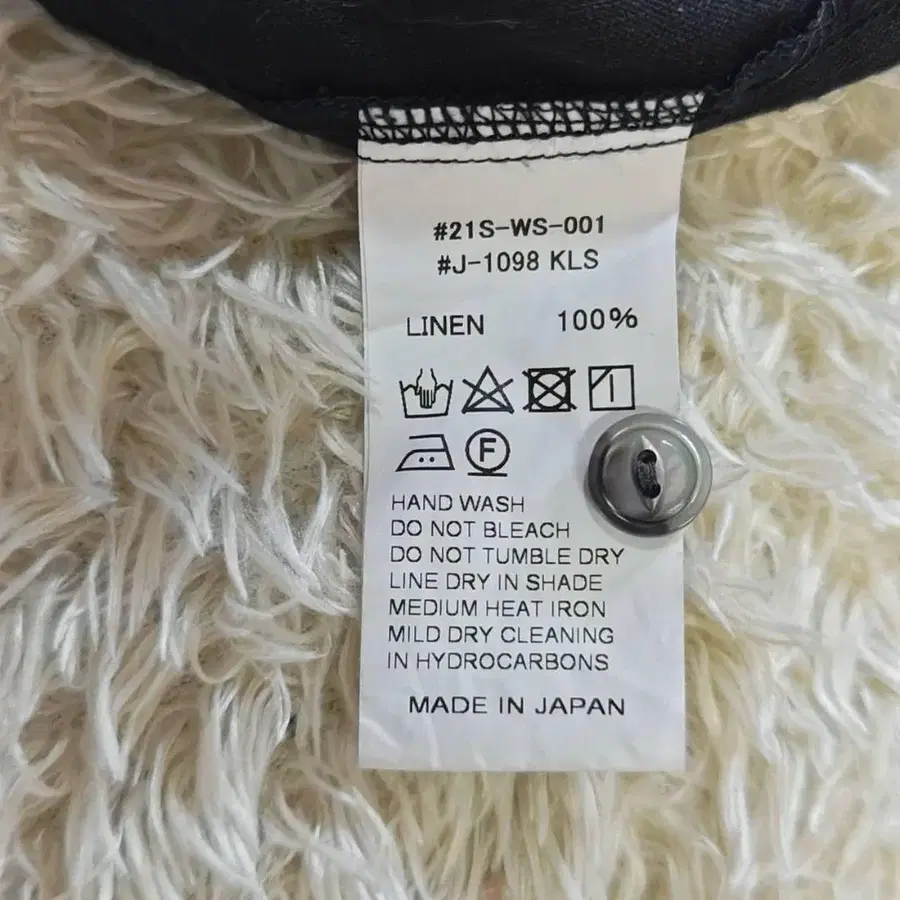 #21S-WS-001
#J-1098 KLS
LINEN 100%
F
HAND WASH
DO NOT BLEACH
DO NOT TUMBLE DRY
LINE DRY IN SHADE
MEDIUM HEAT IRON
MILD DRY CLEANING
IN HYDROCARBONS
MADE IN JAPAN